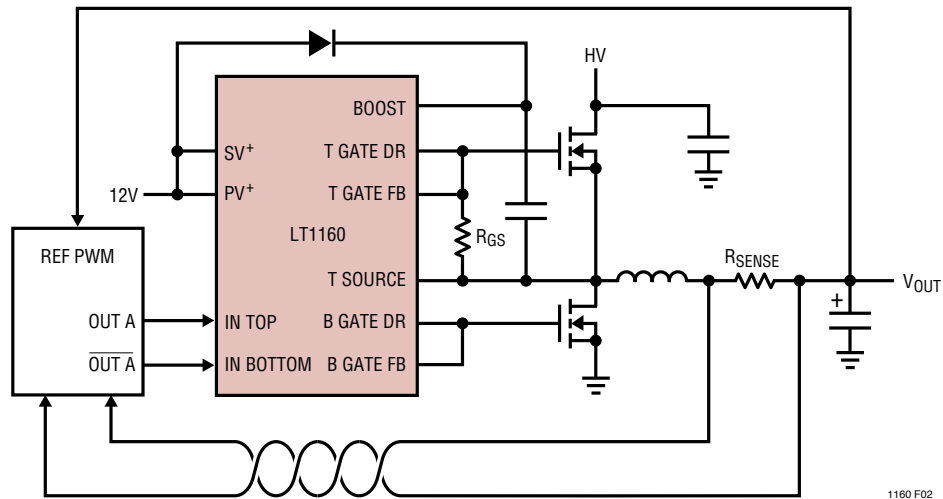 HV
BOOST
SV+
T GATE DR
12V
PV+
T GATE FB
LT1160
RGS
REF PWM
T SOURCE
RSENSE
VOUT
+
OUT A
IN TOP
B GATE DR
OUT A
IN BOTTOM
B GATE FB
1160 F02